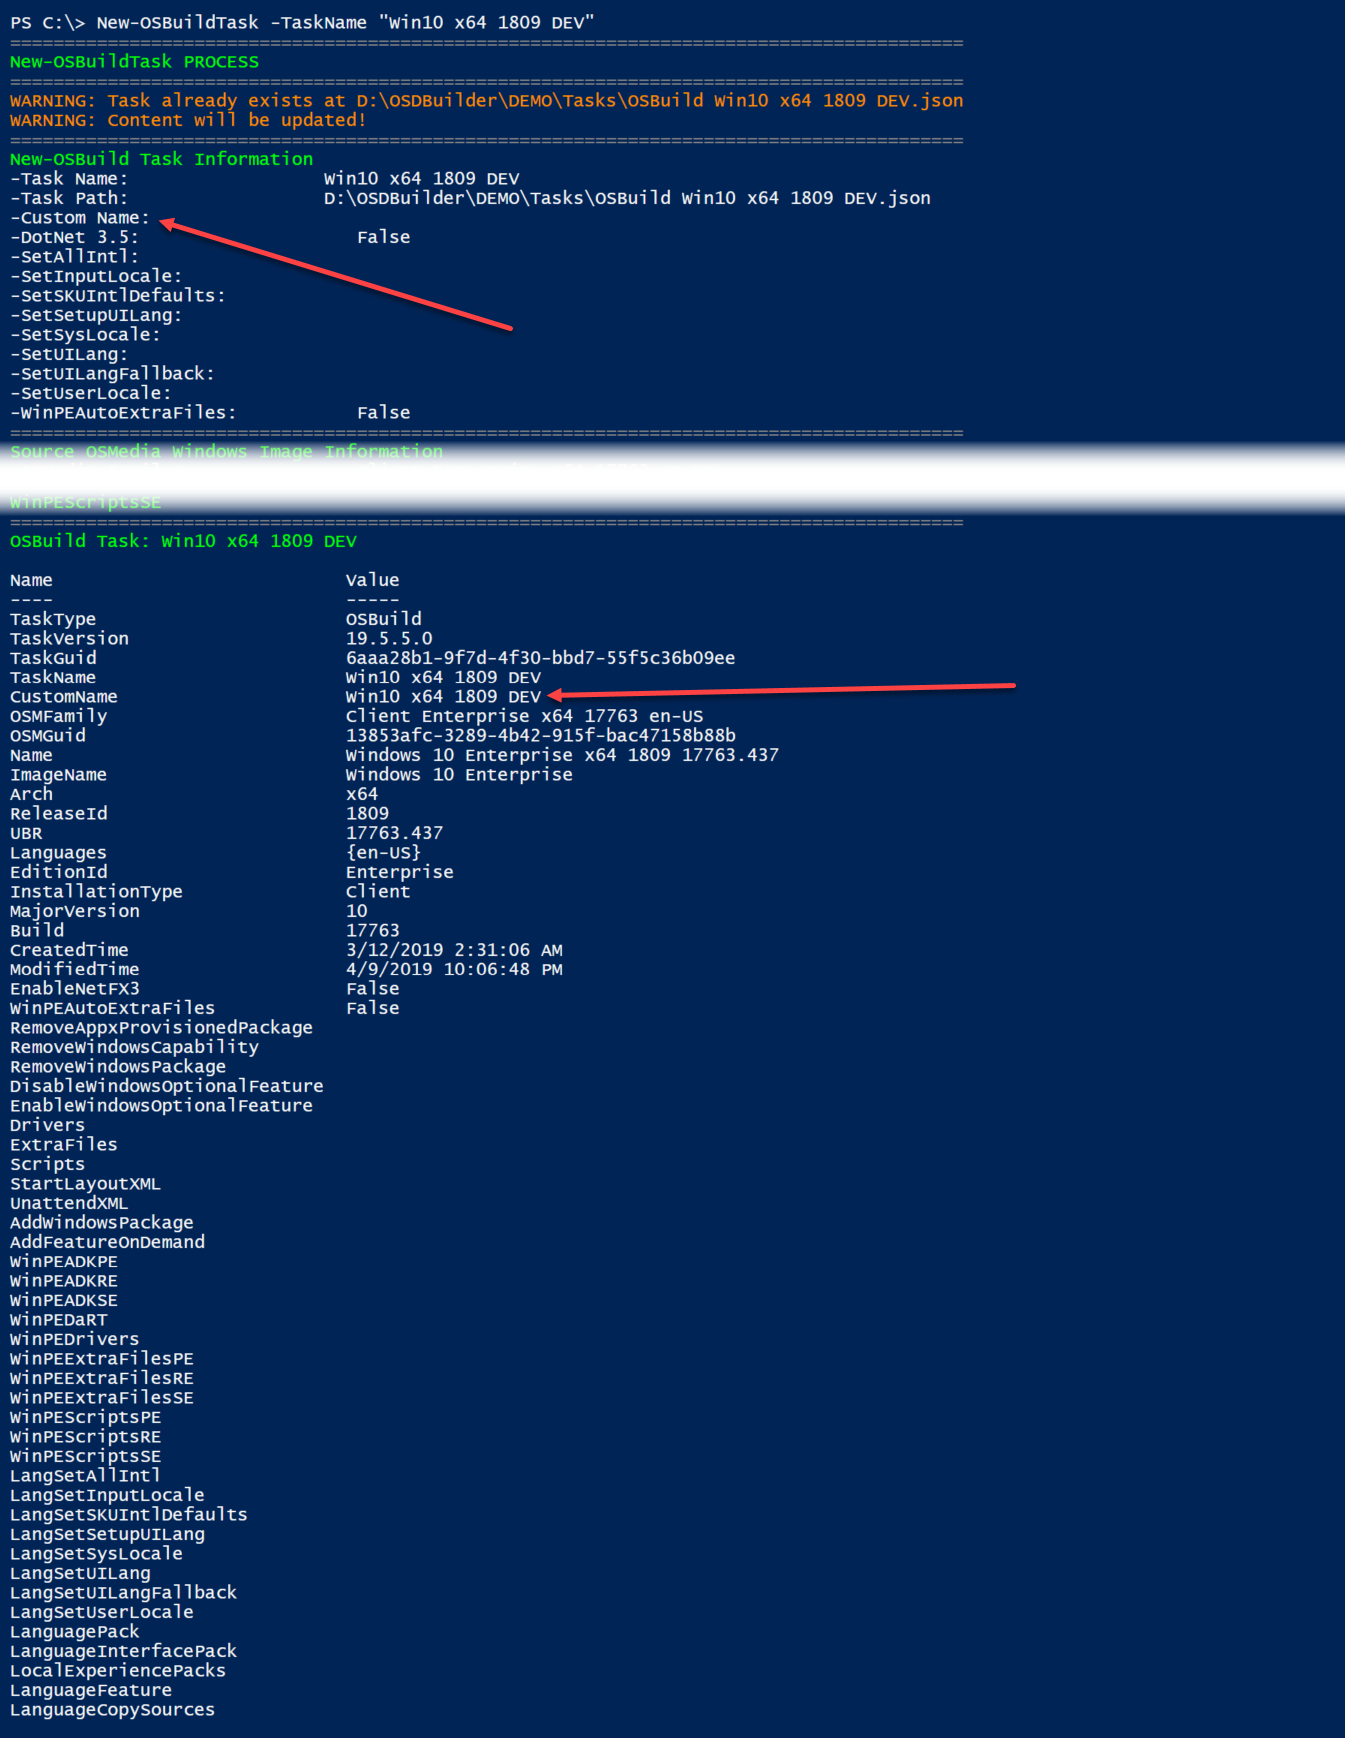 PS C:\> New-OSBuildTask -TaskName "Win10 x64 1809 DEV"
========================================================================================
New-OSBuildTask PROCESS
========================================================================================
WARNING: Task already exists at D:\OSDBuilder\DEMO\Tasks\OSBuild Win10 x64 1809 DEV.json
WARNING: Content will be updated!
========================================================================================
New-OSBuild Task Information
-Task Name: Win10 x64 1809 DEV
-Task Path: D:\OSDBuilder\DEMO\Tasks\OSBuild Win10 x64 1809 DEV.json
-Custom Name:
-DotNet 3.5: False
-SetAllIntl:
-SetInputLocale:
-SetSKUIntlDefaults:
-SetSetupUILang:
-SetSysLocale:
-SetUILang:
-SetUILangFallback:
-SetUserLocale:
-WinPEAutoExtraFiles: False
========================================================================================
Source OSMedia Windows Image Information
WinPEScriptsSE
========================================================================================
OSBuild Task: Win10 x64 1809 DEV
Name Value
---- -----
TaskType OSBuild
TaskVersion 19.5.5.0
TaskGuid 6aaa28b1-9f7d-4f30-bbd7-55f5c36b09ee
TaskName Win10 x64 1809 DEV
CustomName Win10 x64 1809 DEV
OSMFamily Client Enterprise x64 17763 en-US
OSMGuid 13853afc-3289-4b42-915f-bac47158b88b
Name Windows 10 Enterprise x64 1809 17763.437
ImageName Windows 10 Enterprise
Arch x64
ReleaseId 1809
UBR 17763.437
Languages {en-US}
EditionId Enterprise
InstallationType Client
MajorVersion 10
Build 17763
CreatedTime 3/12/2019 2:31:06 AM
ModifiedTime 4/9/2019 10:06:48 PM
EnableNetFX3 False
WinPEAutoExtraFiles False
RemoveAppxProvisionedPackage
RemoveWindowsCapability
RemoveWindowsPackage
DisableWindowsOptionalFeature
EnableWindowsOptionalFeature
Drivers
ExtraFiles
Scripts
StartLayoutXML
UnattendXML
AddWindowsPackage
AddFeatureOnDemand
WinPEADKPE
WinPEADKRE
WinPEADKSE
WinPEDaRT
WinPEDrivers
WinPEExtraFilesPE
WinPEExtraFilesRE
WinPEExtraFilesSE
WinPEScriptsPE
WinPEScriptsRE
WinPEScriptsSE
LangSetAllIntl
LangSetInputLocale
LangSetSKUIntlDefaults
LangSetSetupUILang
LangSetSysLocale
LangSetUILang
LangSetUILangFallback
LangSetUserLocale
LanguagePack
LanguageInterfacePack
LocalExperiencePacks
LanguageFeature
LanguageCopySources